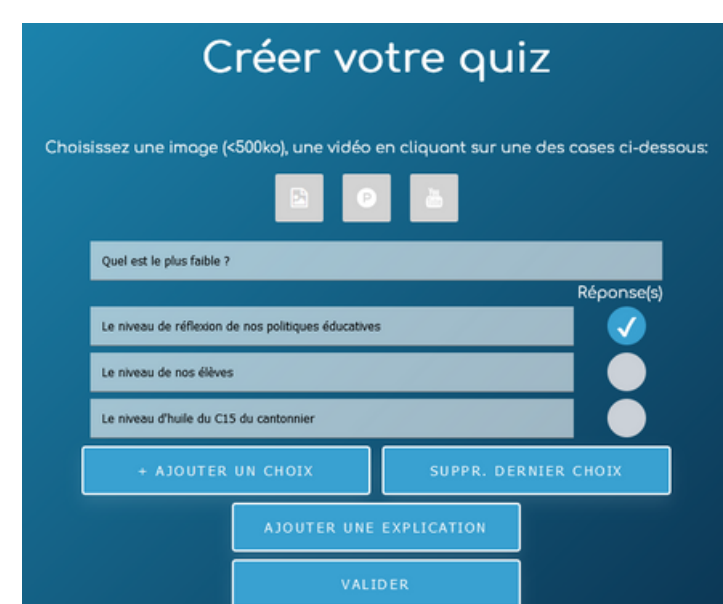 Créer votre quiz
Choisissez une image (<500ko), une vidéo en cliquant sur une des cases ci-dessous:
P
Quel est le plus faible ?
Réponse(s)
Le niveau de réflexion de nos politiques éducatives
Le niveau de nos élèves
Le niveau d'huile du C15 du cantonnier
+ AJOUTER UN CHOIX
SUPPR. DERNIER CHOIX
AJOUTER UNE EXPLICATION
VALIDER